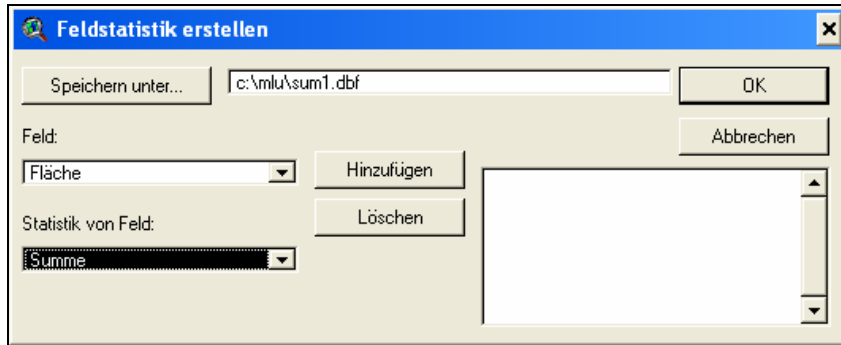 Feldstatistik erstellen
Speichern unter...
c:\mlu\sum1.dbf
OK
Feld:
Abbrechen
Fläche
Hinzufügen
Statistik von Feld:
Löschen
Summe